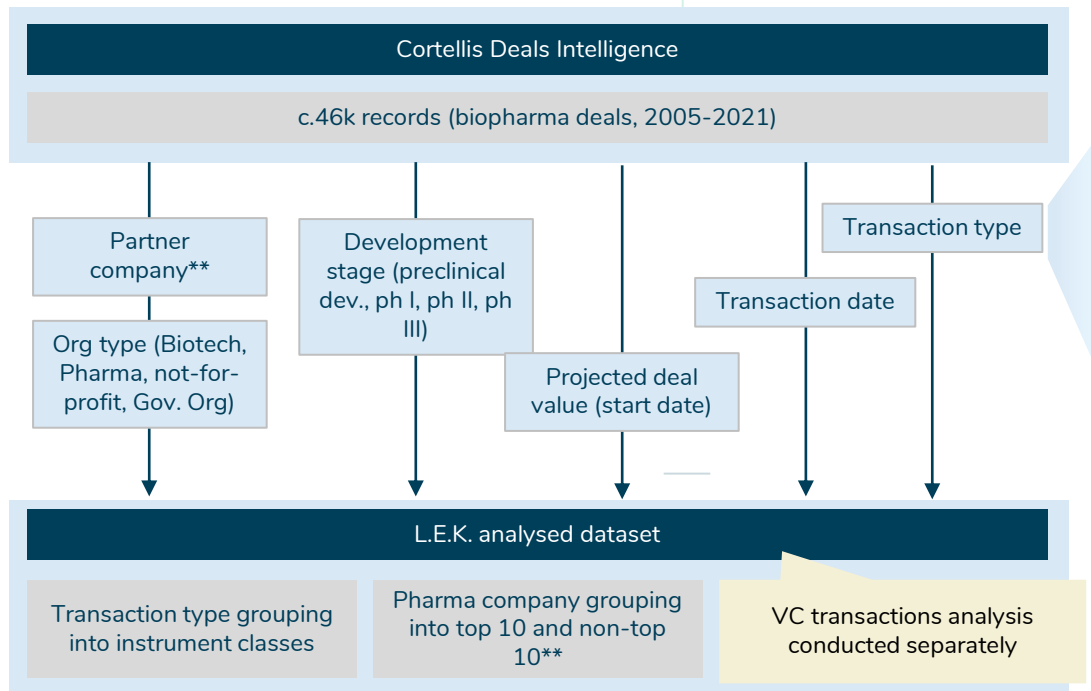 Cortellis Deals Intelligence
c.46k records (biopharma deals, 2005-2021)
Partner
company**
Org type (Biotech,
Pharma, not-for-
profit, Gov. Org)
Development
stage (preclinical
dev., ph I, ph II, ph
III)
Projected deal
value (start date)
Transaction date
Transaction type
L.E.K. analysed dataset
Transaction type grouping
into instrument classes
Pharma company grouping
into top 10 and non-top
10**
VC transactions analysis
conducted separately